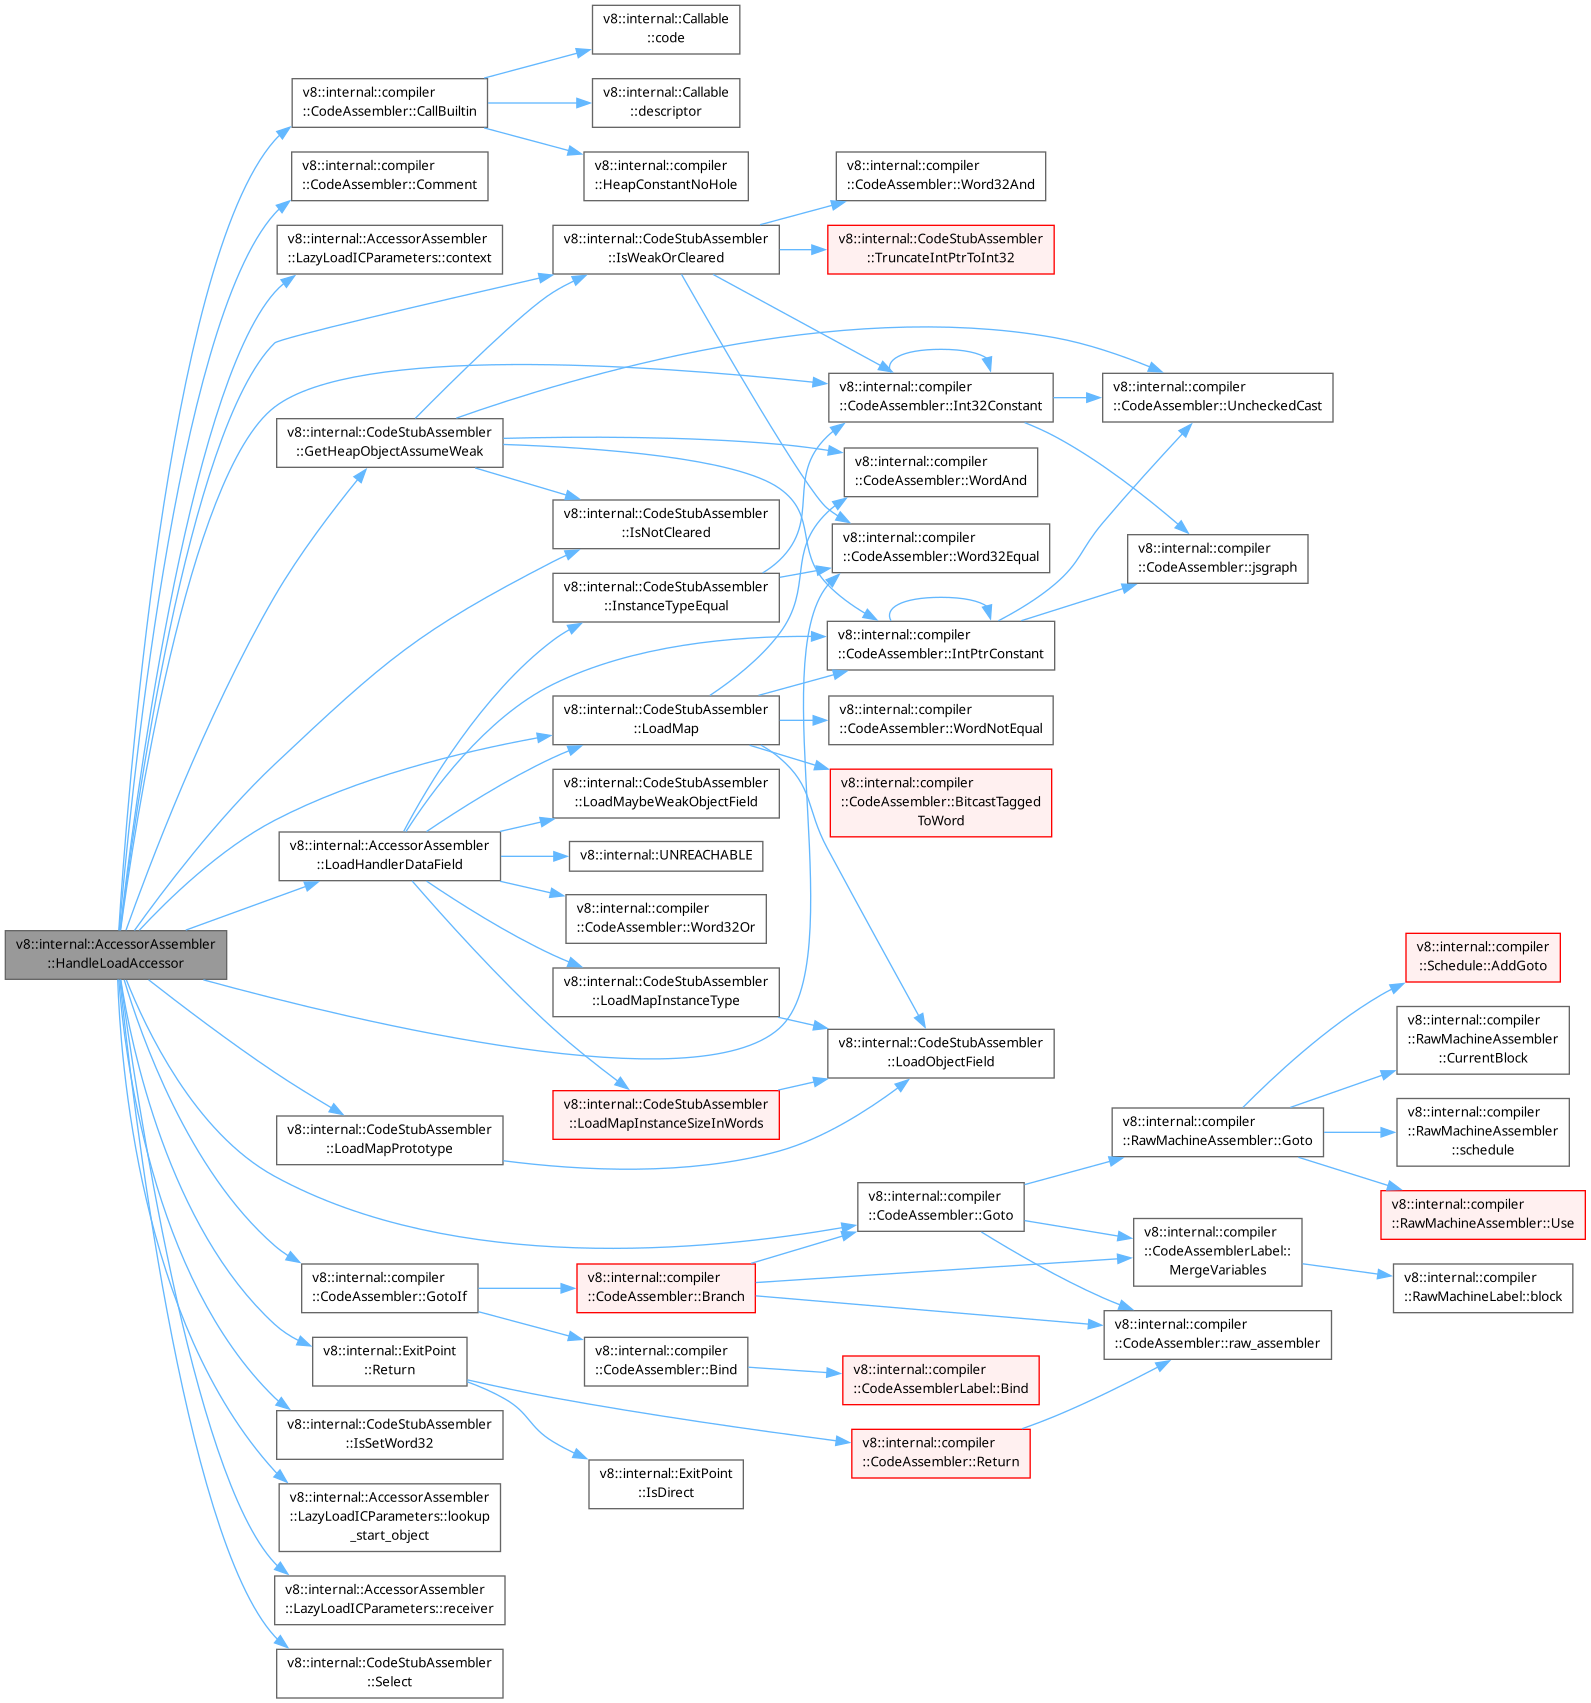 v8::internal::Callable
::code
v8::internal::compiler
::CodeAssembler::CallBuiltin
v8::internal::Callable
::descriptor
v8::internal::compiler
::CodeAssembler::Comment
v8::internal::compiler
::HeapConstantNoHole
v8::internal::compiler
::CodeAssembler::Word32And
v8::internal::AccessorAssembler
::LazyLoadICParameters::context
v8::internal::CodeStubAssembler
::IsWeakOrCleared
v8::internal::CodeStubAssembler
::TruncateIntPtrToInt32
v8::internal::compiler
::CodeAssembler::Int32Constant
v8::internal::compiler
::CodeAssembler::UncheckedCast
v8::internal::CodeStubAssembler
::GetHeapObjectAssumeWeak
v8::internal::compiler
::CodeAssembler::WordAnd
v8::internal::CodeStubAssembler
::IsNotCleared
v8::internal::compiler
::CodeAssembler::Word32Equal
v8::internal::compiler
::CodeAssembler::jsgraph
v8::internal::CodeStubAssembler
::InstanceTypeEqual
v8::internal::compiler
::CodeAssembler::IntPtrConstant
v8::internal::CodeStubAssembler
::LoadMap
v8::internal::compiler
::CodeAssembler::WordNotEqual
v8::internal::CodeStubAssembler
::LoadMaybeWeakObjectField
v8::internal::compiler
::CodeAssembler::BitcastTagged
ToWord
v8::internal::AccessorAssembler
::LoadHandlerDataField
v8::internal::UNREACHABLE
v8::internal::compiler
::CodeAssembler::Word32Or
v8::internal::AccessorAssembler
::HandleLoadAccessor
v8::internal::compiler
::Schedule::AddGoto
v8::internal::CodeStubAssembler
::LoadMapInstanceType
v8::internal::compiler
::RawMachineAssembler
::CurrentBlock
v8::internal::CodeStubAssembler
::LoadObjectField
v8::internal::CodeStubAssembler
::LoadMapInstanceSizeInWords
v8::internal::CodeStubAssembler
::LoadMapPrototype
v8::internal::compiler
::RawMachineAssembler::Goto
v8::internal::compiler
::RawMachineAssembler
::schedule
v8::internal::compiler
::CodeAssembler::Goto
v8::internal::compiler
::RawMachineAssembler::Use
v8::internal::compiler
::CodeAssemblerLabel::
MergeVariables
v8::internal::compiler
::CodeAssembler::GotoIf
v8::internal::compiler
::CodeAssembler::Branch
v8::internal::compiler
::RawMachineLabel::block
v8::internal::compiler
::CodeAssembler::raw_assembler
v8::internal::ExitPoint
::Return
v8::internal::compiler
::CodeAssembler::Bind
v8::internal::compiler
::CodeAssemblerLabel::Bind
v8::internal::CodeStubAssembler
::IsSetWord32
v8::internal::compiler
::CodeAssembler::Return
v8::internal::ExitPoint
::IsDirect
v8::internal::AccessorAssembler
::LazyLoadICParameters::lookup
_start_object
v8::internal::AccessorAssembler
::LazyLoadICParameters::receiver
v8::internal::CodeStubAssembler
::Select